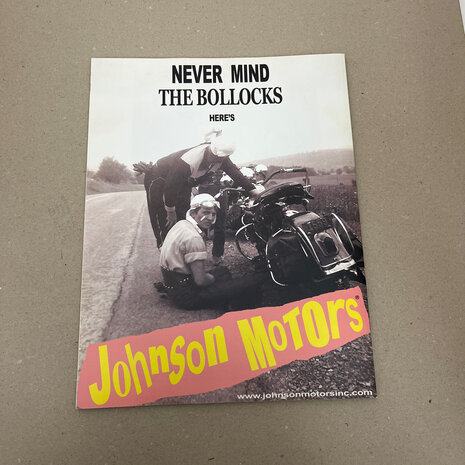 NEVER MIND
THE BOLLOCKS
HERE'S
JohnSon MoTOrs®
www.johnsonmotorsinc.com